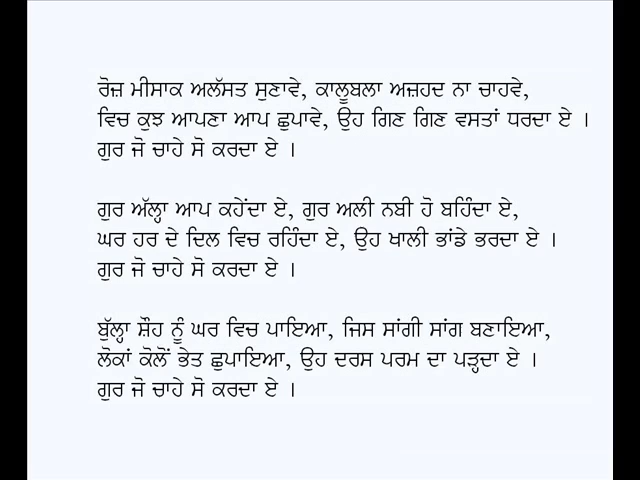 ਰੋਜ਼ ਮੀਸਾਕ ਅਲੱਸਤ ਸੁਣਾਵੇ, ਕਾਲੂਬਲਾ ਅਜ਼ਹਦ ਨਾ ਚਾਹਵੇ,
ਵਿਚ ਕੁਝ ਆਪਣਾ ਆਪ ਛੁਪਾਵੇ, ਉਹ ਗਿਣ ਗਿਣ ਵਸਤਾਂ ਧਰਦਾ ਏ ।
ਗੁਰ ਜੋ ਚਾਹੇ ਸੋ ਕਰਦਾ ਏ ।
ਗੁਰ ਅੱਲ੍ਹਾ ਆਪ ਕਹੇਂਦਾ ਏ, ਗੁਰ ਅਲੀ ਨਬੀ ਹੋ ਬਹਿੰਦਾ ਏ,
ਘਰ ਹਰ ਦੇ ਦਿਲ ਵਿਚ ਰਹਿੰਦਾ ਏ, ਉਹ ਖਾਲੀ ਭਾਂਡੇ ਭਰਦਾ ਏ ।
ਗੁਰ ਜੋ ਚਾਹੇ ਸੋ ਕਰਦਾ ਏ ।
ਬੁੱਲ੍ਹਾ ਸ਼ੌਹ ਨੂੰ ਘਰ ਵਿਚ ਪਾਇਆ, ਜਿਸ ਸਾਂਗੀ ਸਾਂਗ ਬਣਾਇਆ,
ਲੋਕਾਂ ਕੋਲੋਂ ਭੇਤ ਛੁਪਾਇਆ, ਉਹ ਦਰਸ ਪਰਮ ਦਾ ਪੜ੍ਹਦਾ ਏ ।
ਗੁਰ ਜੋ ਚਾਹੇ ਸੋ ਕਰਦਾ ਏ ।